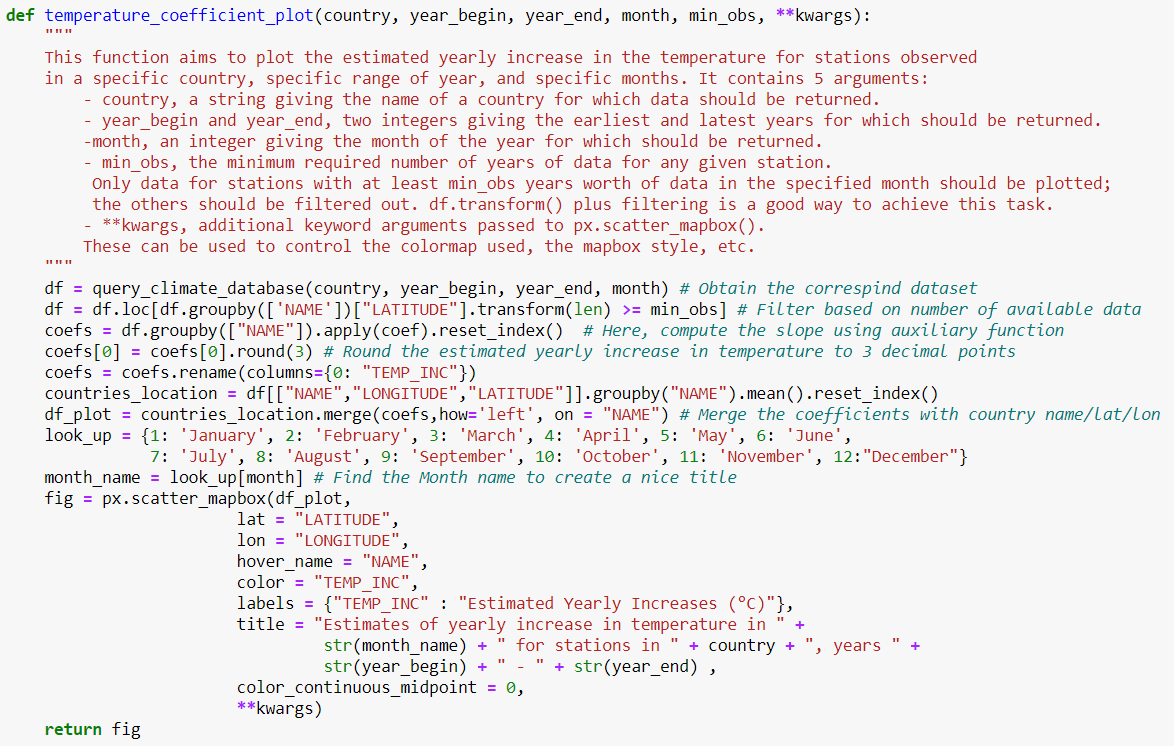 def temperature_coefficient_plot(country, year_begin, year_end, month, min_obs, **kwargs):
    """
    This function aims to plot the estimated yearly increase in the temperature for stations observed
    in a specific country, specific range of year, and specific months. It contains 5 arguments:
        - country, a string giving the name of a country for which data should be returned.
        - year_begin and year_end, two integers giving the earliest and latest years for which should be returned.
        -month, an integer giving the month of the year for which should be returned.
        - min_obs, the minimum required number of years of data for any given station.
         Only data for stations with at least min_obs years worth of data in the specified month should be plotted;
         the others should be filtered out. df.transform() plus filtering is a good way to achieve this task.
        - **kwargs, additional keyword arguments passed to px.scatter_mapbox().
        These can be used to control the colormap used, the mapbox style, etc.
    """
    df = query_climate_database(country, year_begin, year_end, month) # Obtain the correspind dataset
    df = df.loc[df.groupby(['NAME'])["LATITUDE"].transform(len) >= min_obs] # Filter based on number of available data
    coefs = df.groupby(["NAME"]).apply(coef).reset_index()  # Here, compute the slope using auxiliary function
    coefs[0] = coefs[0].round(3) # Round the estimated yearly increase in temperature to 3 decimal points
    coefs = coefs.rename(columns={0: "TEMP_INC"})
    countries_location = df[["NAME","LONGITUDE","LATITUDE"]].groupby("NAME").mean().reset_index()
    df_plot = countries_location.merge(coefs,how='left', on = "NAME") # Merge the coefficients with country name/lat/lon
    look_up = {1: 'January', 2: 'February', 3: 'March', 4: 'April', 5: 'May', 6: 'June',
               7: 'July', 8: 'August', 9: 'September', 10: 'October', 11: 'November', 12:"December"}
    month_name = look_up[month] # Find the Month name to create a nice title
    fig = px.scatter_mapbox(df_plot,
                            lat = "LATITUDE",
                            lon = "LONGITUDE",
                            hover_name = "NAME",
                            color = "TEMP_INC",
                            labels = {"TEMP_INC" : "Estimated Yearly Increases (°C)"},
                            title = "Estimates of yearly increase in temperature in " +
                                    str(month_name) + " for stations in " + country + ", years " +
                                    str(year_begin) + " - " + str(year_end) ,
                            color_continuous_midpoint = 0,
                            **kwargs)
    return fig